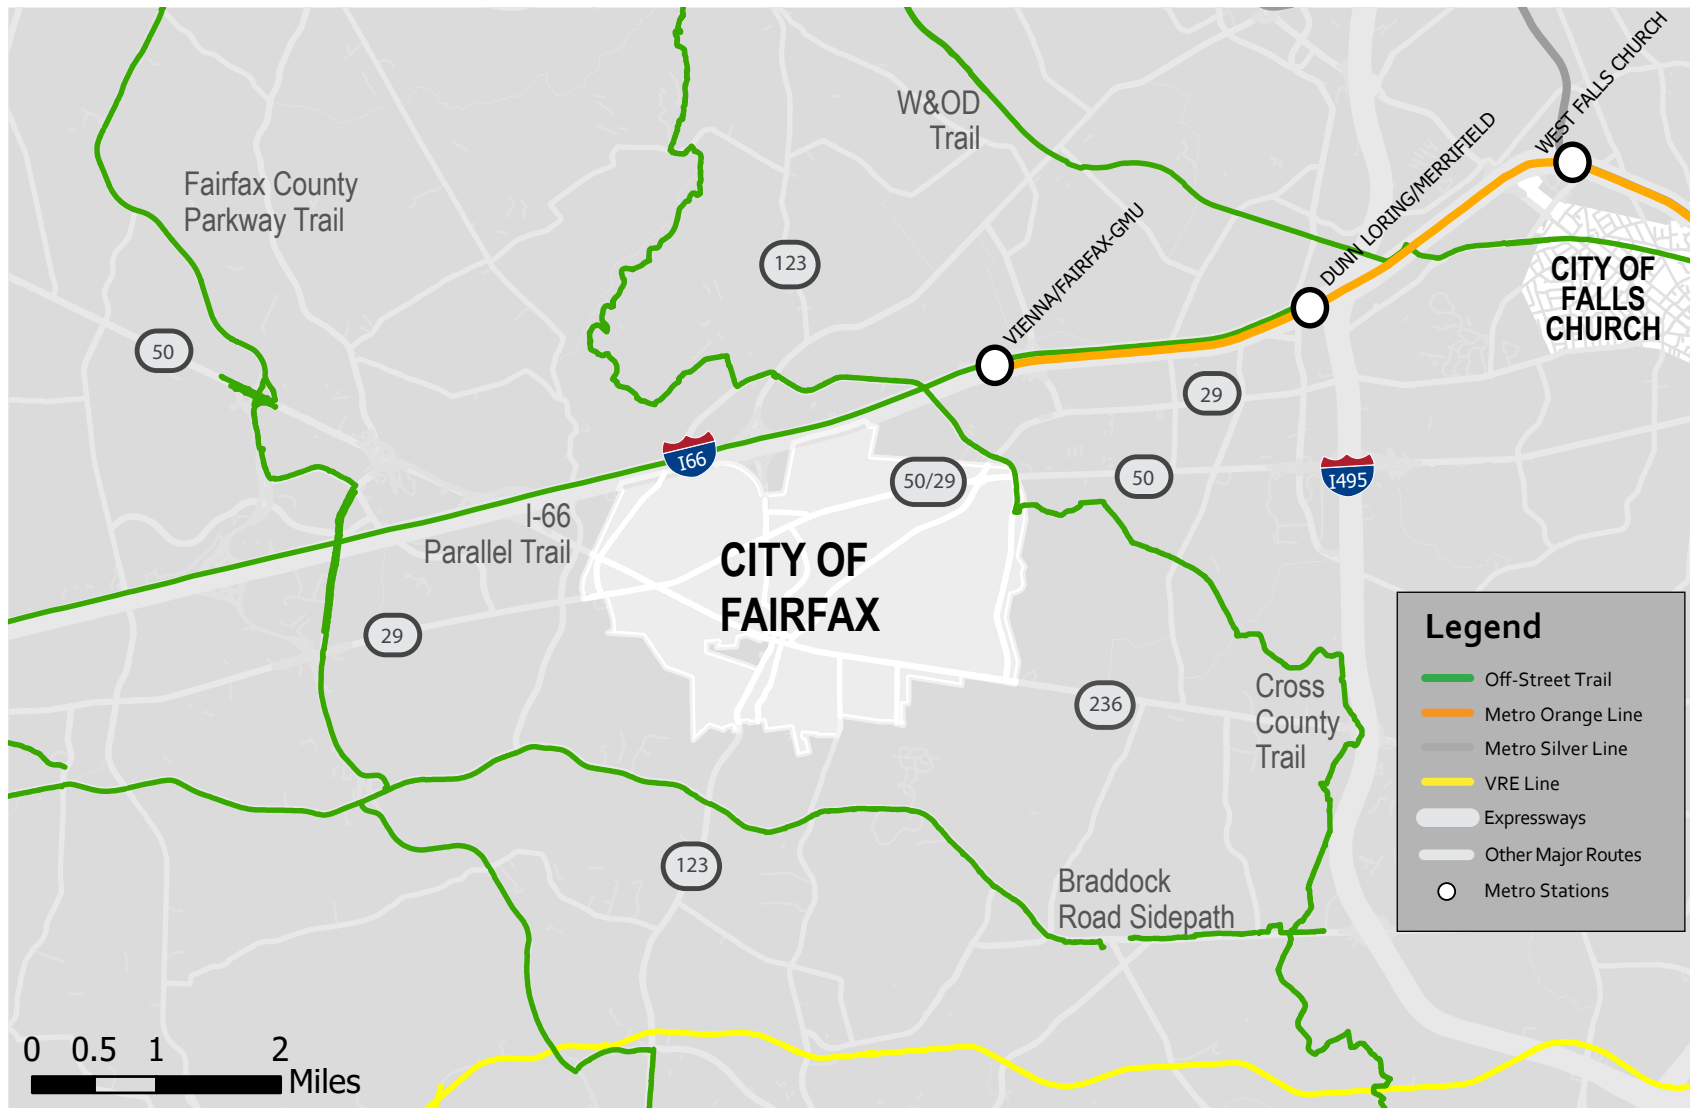 WEST FALLS CHURCH
W&OD
Trail
DUNN LORING/MERRIFIELD
Fairfax County
Parkway Trail
VIENNA/FAIRFAX-GMU
123
CITY OF
FALLS
CHURCH
50
29
I66
50/29
50
I495
I-66
Parallel Trail
CITY OF
FAIRFAX
29
Legend
Off-Street Trail
Metro Orange Line
Metro Silver Line
VRE Line
Expressways
Other Major Routes
Metro Stations
Cross
County
Trail
236
123
Braddock
Road Sidepath
0 0.5 1 2
Miles